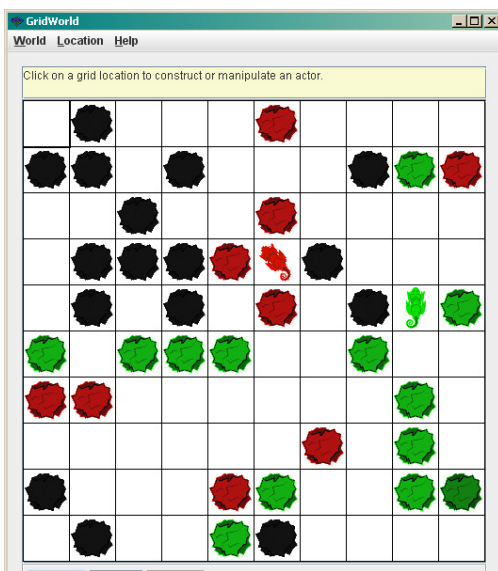 GridWorld
World Location Help
Click on a grid location to construct or manipulate an actor.